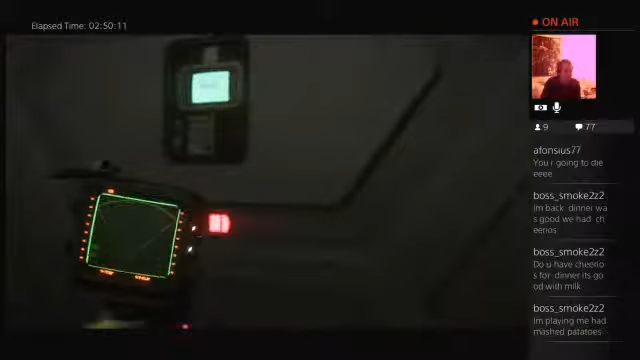 Elapsed Time: 02:50:11
ON AIR
9
77
afonsius77
You r going to die
eeee
boss_smoke2z2
Im back dinner wa
s good we had ch
eerios
boss_smoke2z2
Do u have cheerio
s for dinner its go
od with milk
boss_smoke2z2
Im playing me had
mashed patatoes